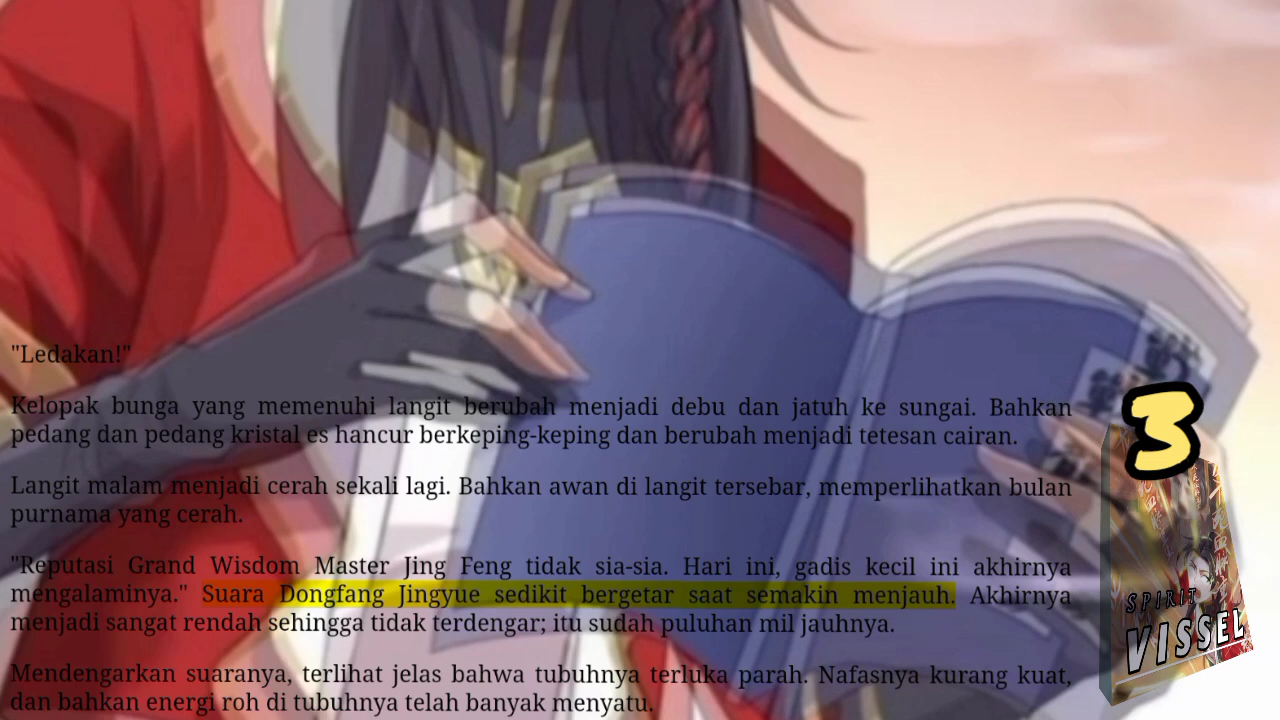 "Ledakan!"
Kelopak bunga yang memenuhi langit berubah menjadi debu dan jatuh ke sungai. Bahkan
pedang dan pedang kristal es hancur berkeping-keping dan berubah menjadi tetesan cairan.
Langit malam menjadi cerah sekali lagi. Bahkan awan di langit tersebar, memperlihatkan bulan
purnama yang cerah.
"Reputasi Grand Wisdom Master Jing Feng tidak sia-sia. Hari ini, gadis kecil ini akhirnya
mengalaminya." Suara Dongfang Jingyue sedikit bergetar saat semakin menjauh. Akhirnya
menjadi sangat rendah sehingga tidak terdengar; itu sudah puluhan mil jauhnya.
Mendengarkan suaranya, terlihat jelas bahwa tubuhnya terluka parah. Nafasnya kurang kuat,
dan bahkan energi roh di tubuhnya telah banyak menyatu.
3
SPIRIT
VISSEL